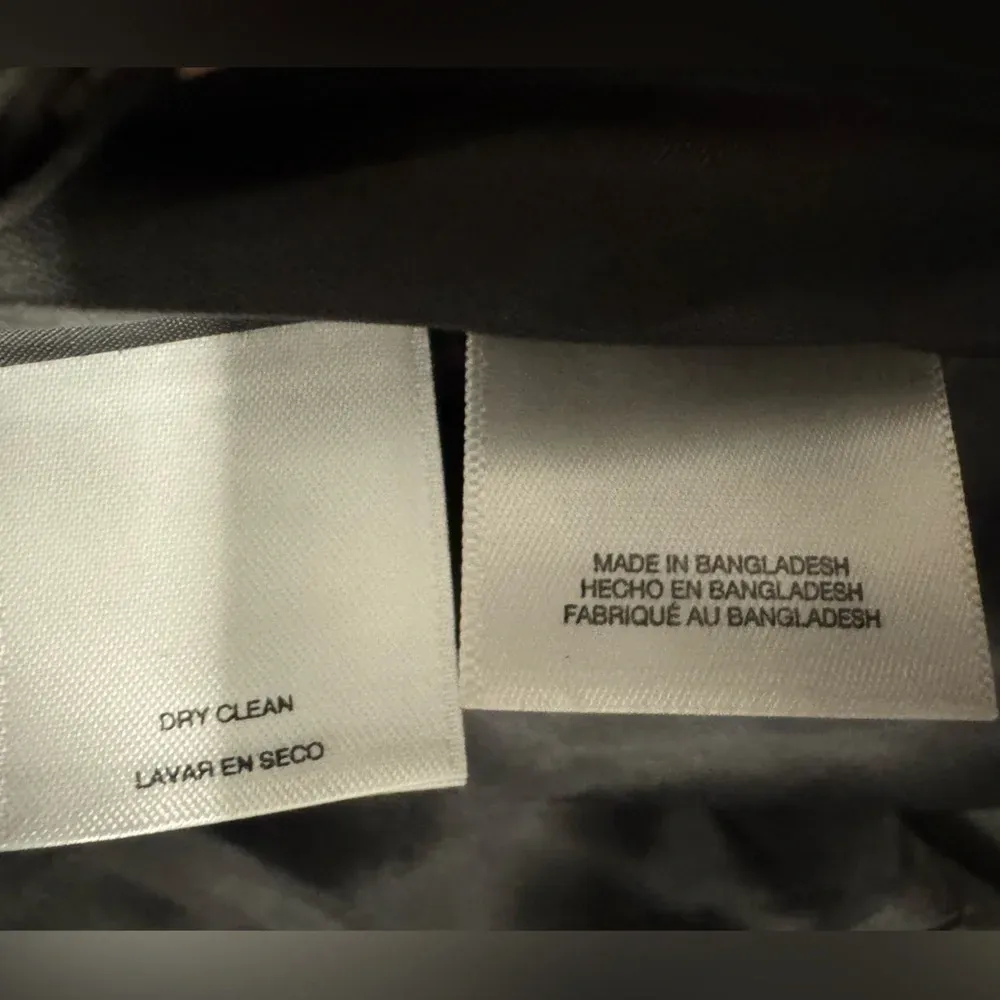 DRY CLEAN
LAVAR EN SECO
MADE IN BANGLADESH
HECHO EN BANGLADESH
FABRIQUÉ AU BANGLADESH